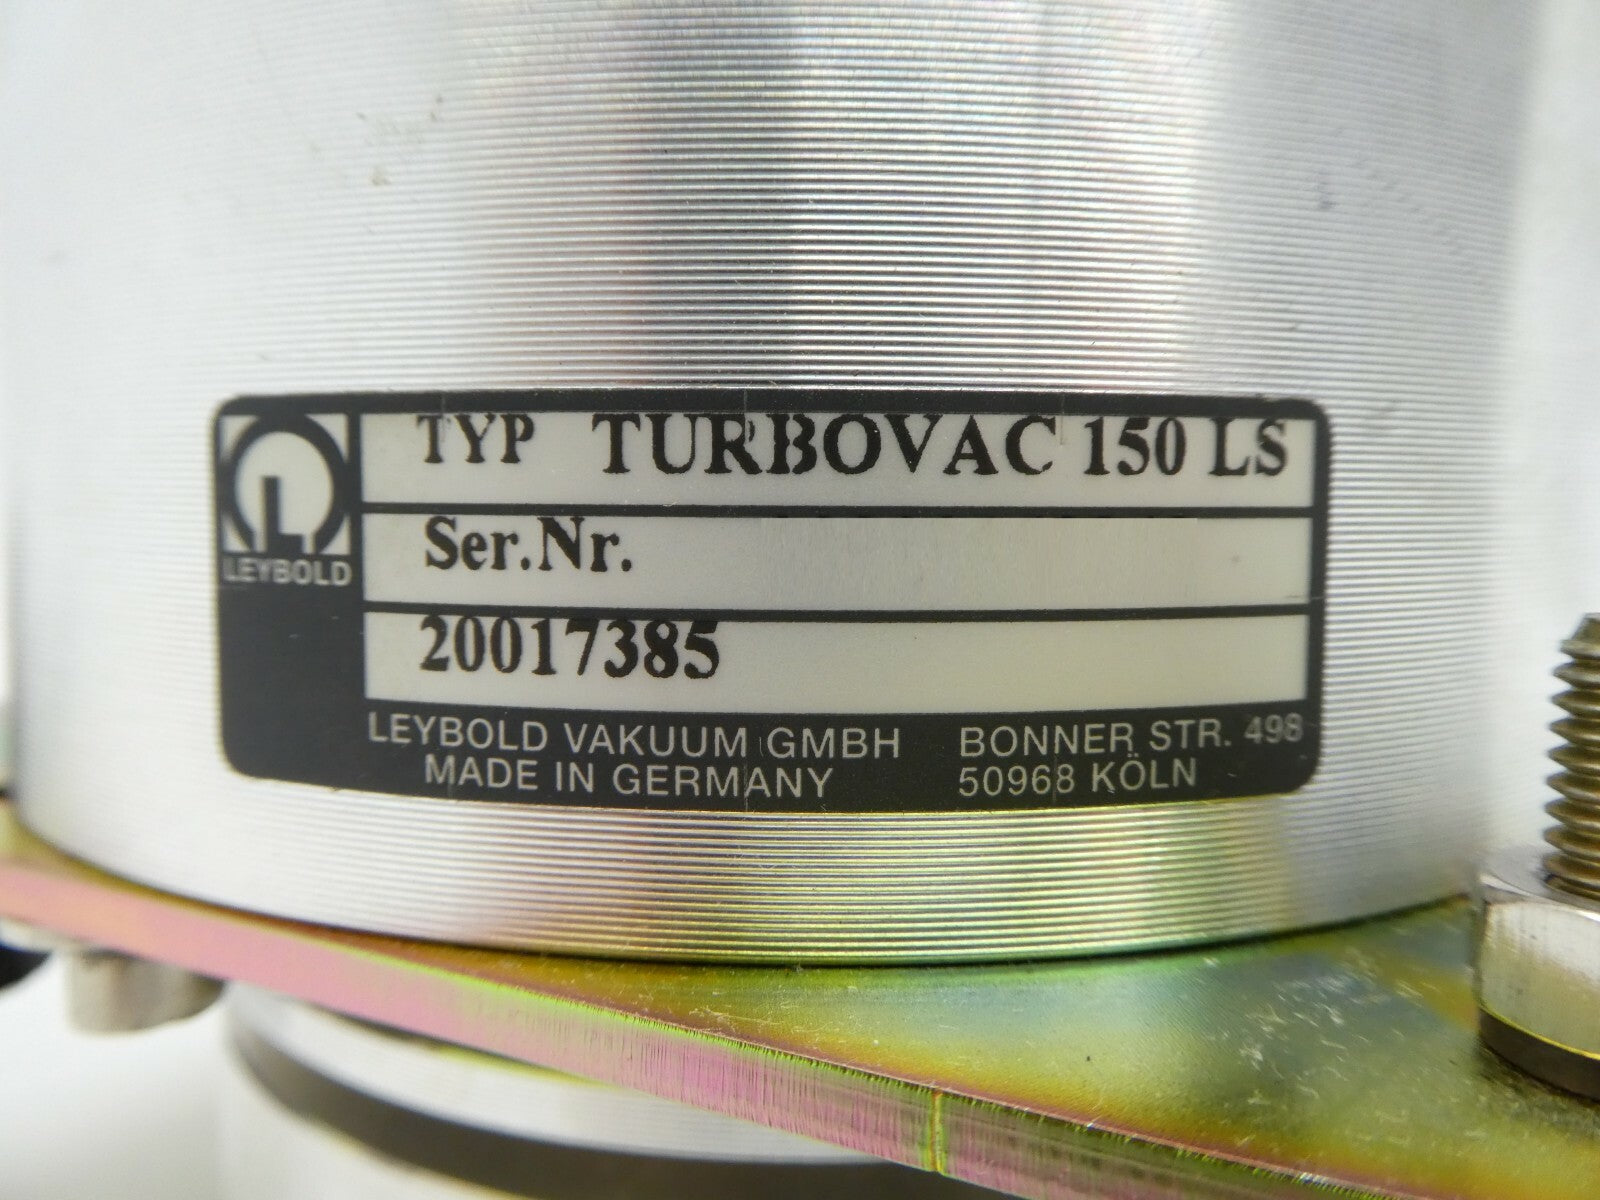 TYP TURBOVAC 150 LS
Ser.Nr.
20017385
LEYBOLD
LEYBOLD VAKUUM GMBH BONNER STR. 498
MADE IN GERMANY 50968 KÖLN